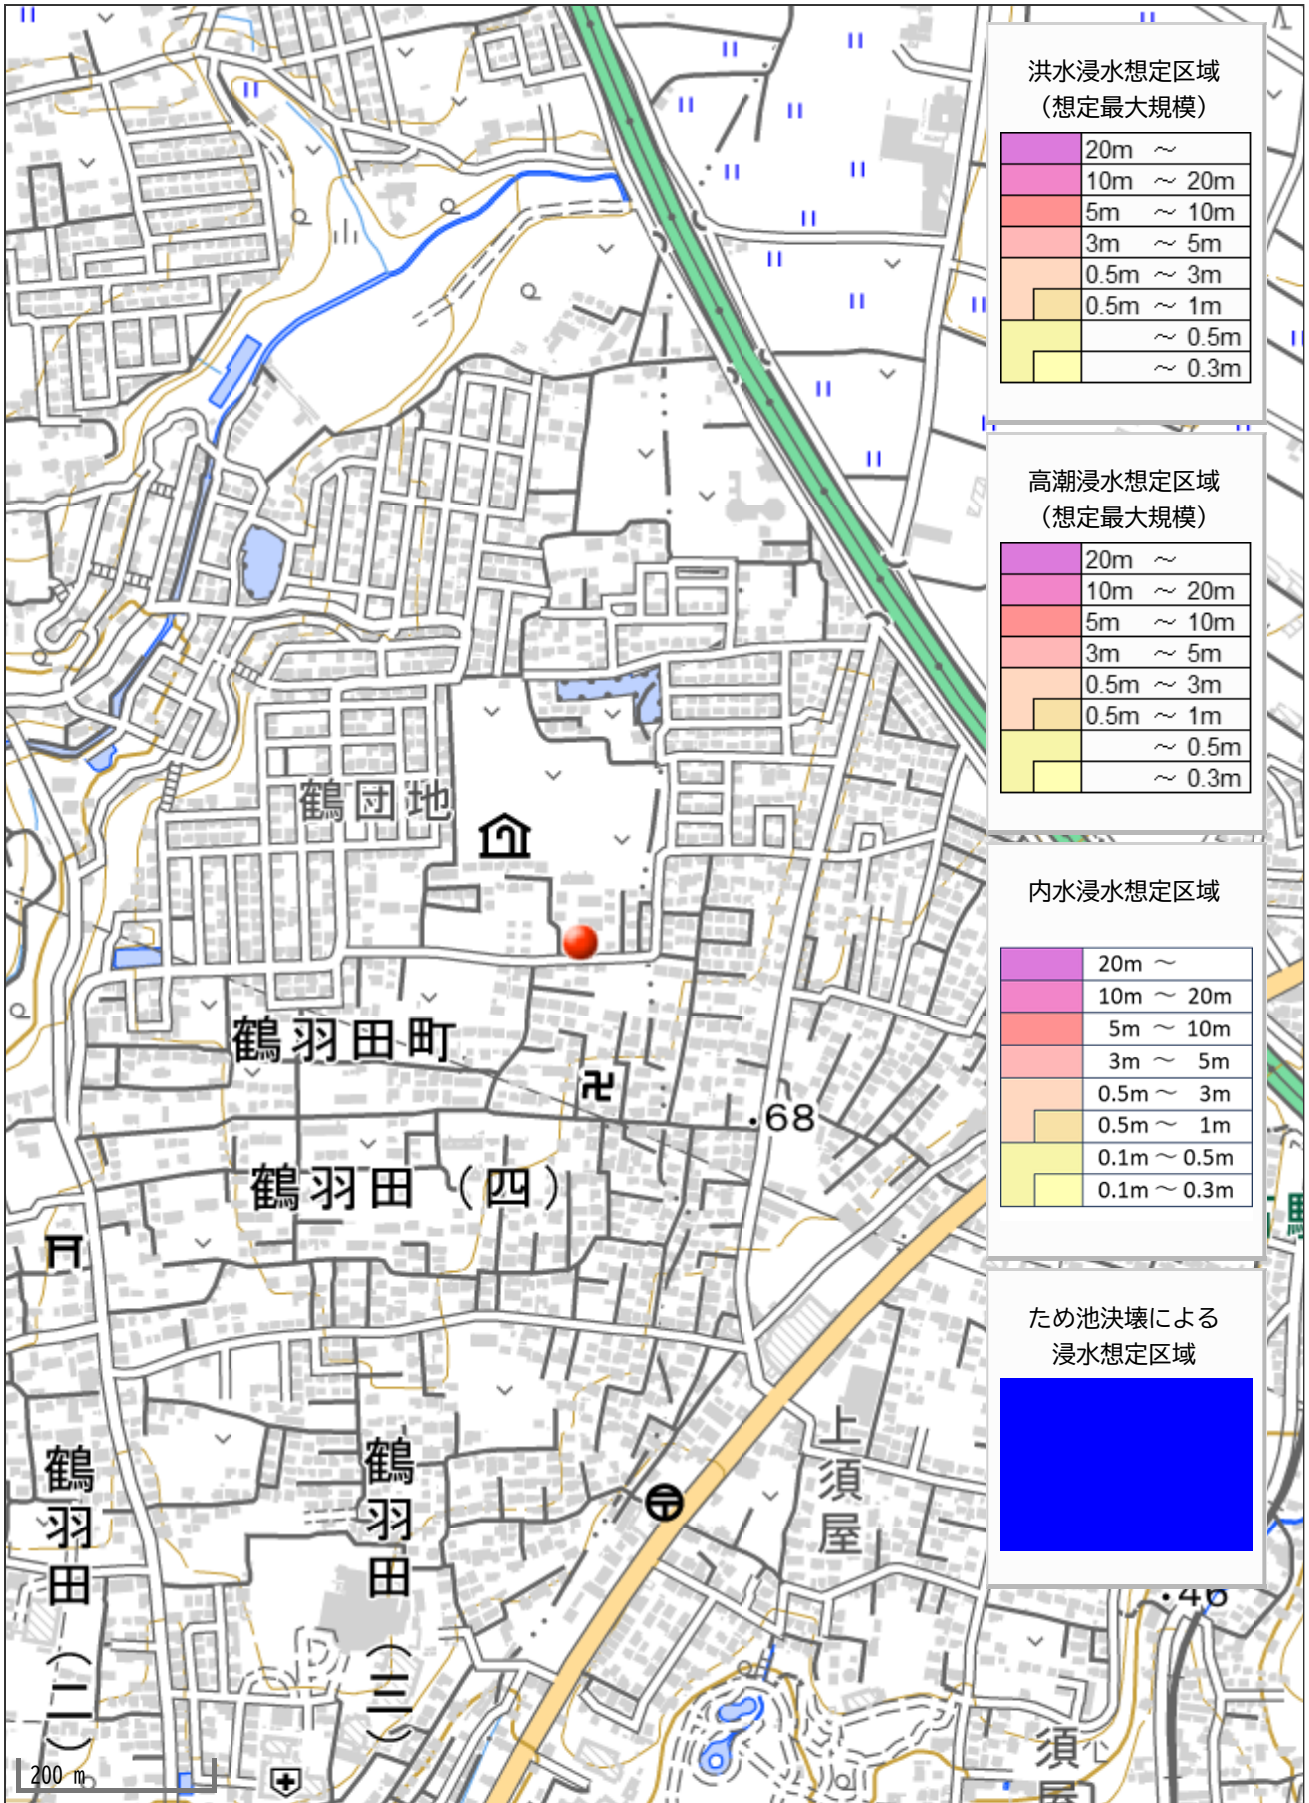 洪水浸水想定区域
（想定最大規模）
20m ～
10m ～ 20m
5m ～ 10m
3m ～ 5m
0.5m ～ 3m
0.5m ～ 1m
～ 0.5m
～ 0.3m
高潮浸水想定区域
（想定最大規模）
20m ～
10m ～ 20m
5m ～ 10m
3m ～ 5m
0.5m ～ 3m
0.5m ～ 1m
～ 0.5m
～ 0.3m
内水浸水想定区域
20m ～
10m ～ 20m
5m ～ 10m
3m ～ 5m
0.5m ～ 3m
0.5m ～ 1m
0.1m ～ 0.5m
0.1m ～ 0.3m
ため池決壊による
浸水想定区域
鶴団地
鶴羽田町
・68
鶴羽田（四）
鶴羽田（二）
鶴羽田（三）
上須屋
・46
須屋
200 m